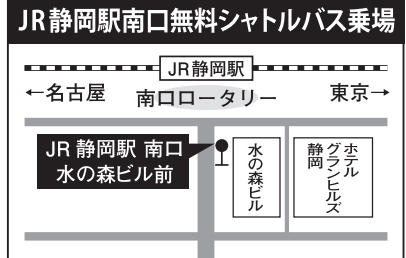 JR静岡駅南口無料シャトルバス乗場
JR静岡駅
←名古屋
南口ロータリー
東京→
JR 静岡駅 南口
水の森ビル前
水の森ビル
ホテル
グランヒルズ
静岡